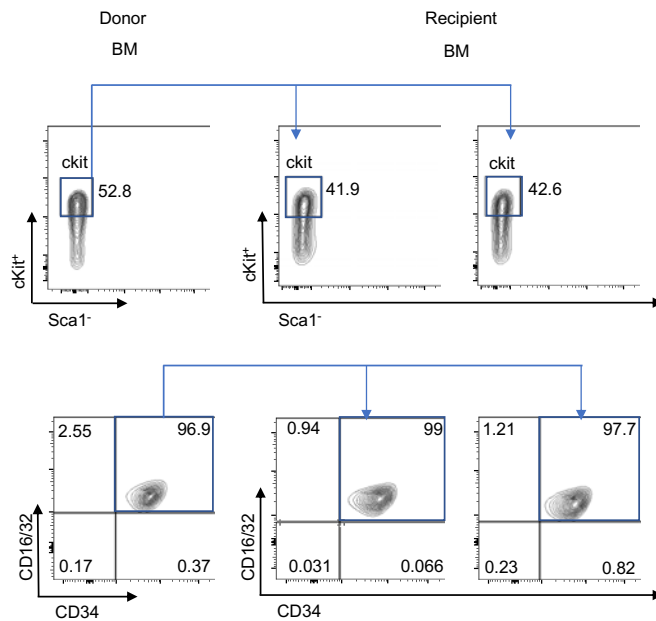 Donor
Recipient
BM
BM
ckit
52.8
ckit
41.9
ckit
42.6
cKit⁺
cKit⁺
Sca1⁻
Sca1⁻
2.55
96.9
0.94
99
1.21
97.7
CD16/32
CD16/32
0.17
0.37
0.031
0.066
0.23
0.82
CD34
CD34